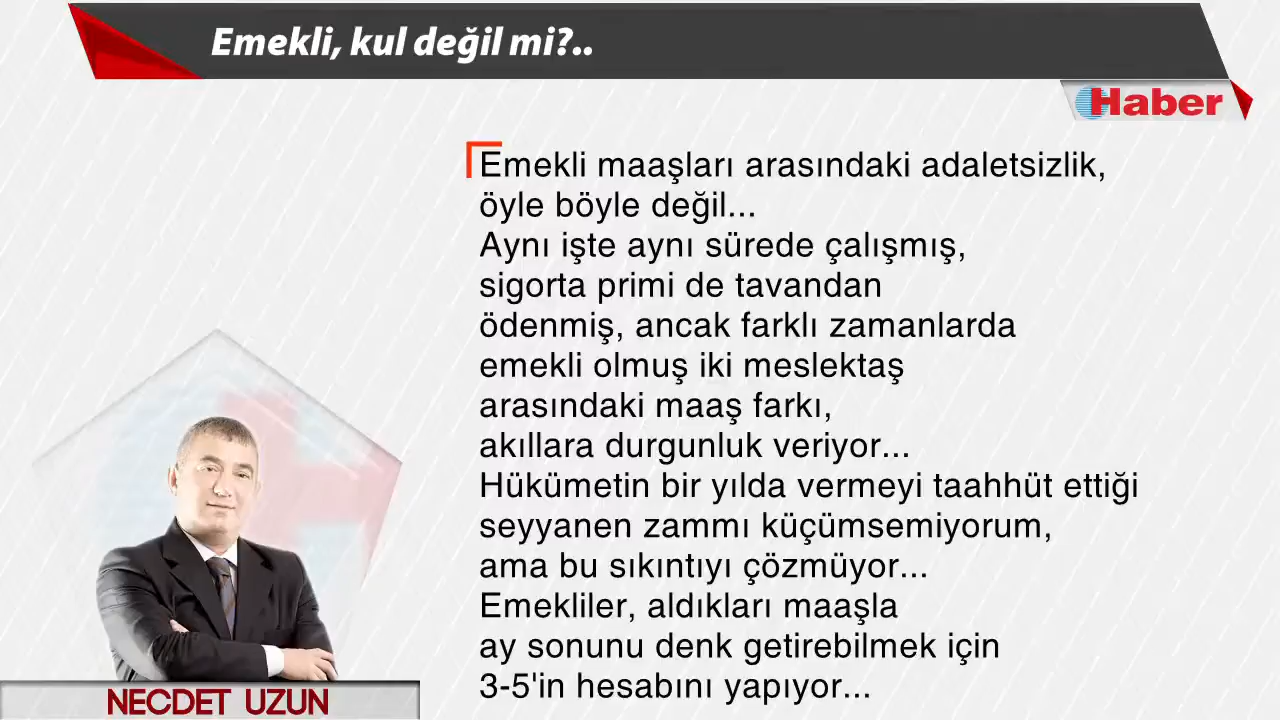 Emekli, kul değil mi?..
Haber
Emekli maaşları arasındaki adaletsizlik,
öyle böyle değil...
Aynı işte aynı sürede çalışmış,
sigorta primi de tavandan
ödenmiş, ancak farklı zamanlarda
emekli olmuş iki meslektaş
arasındaki maaş farkı,
akıllara durgunluk veriyor...
Hükümetin bir yılda vermeyi taahhüt ettiği
seyyanen zammı küçümsemiyorum,
ama bu sıkıntıyı çözmüyor...
Emekliler, aldıkları maaşla
ay sonunu denk getirebilmek için
3-5'in hesabını yapıyor...
NECDET UZUN